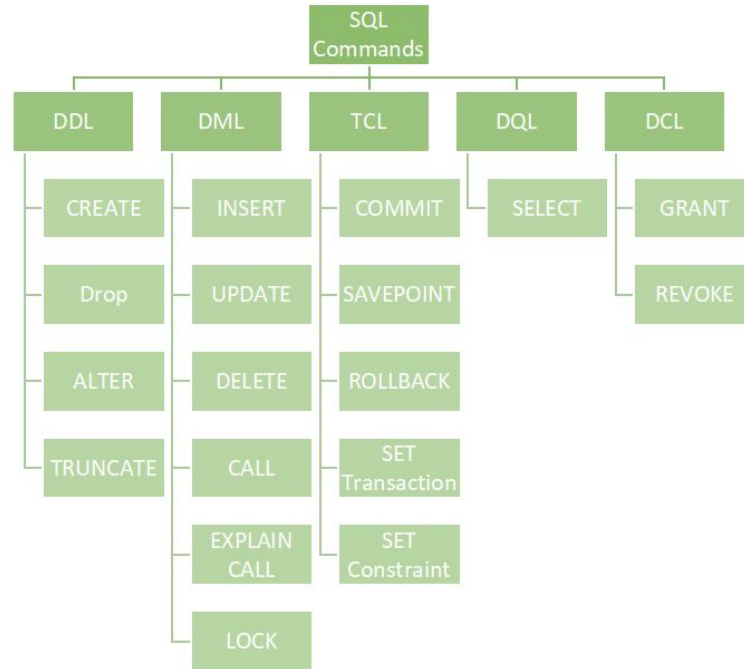 SQL
Commands
DDL
DML
TCL
DQL
DCL
CREATE
Drop
ALTER
TRUNCATE
INSERT
UPDATE
DELETE
CALL
EXPLAIN
CALL
LOCK
COMMIT
SAVEPOINT
ROLLBACK
SET
Transaction
SET
Constraint
SELECT
GRANT
REVOKE